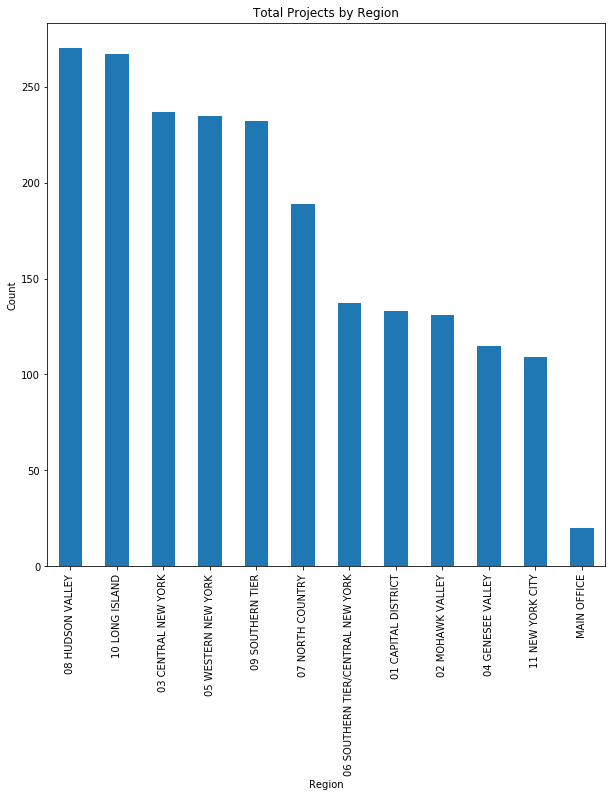 Total Projects by Region
Count
250
200
150
100
50
0
08 HUDSON VALLEY
10 LONG ISLAND
03 CENTRAL NEW YORK
05 WESTERN NEW YORK
09 SOUTHERN TIER
07 NORTH COUNTRY
06 SOUTHERN TIER/CENTRAL NEW YORK
01 CAPITAL DISTRICT
02 MOHAWK VALLEY
04 GENESEE VALLEY
11 NEW YORK CITY
MAIN OFFICE
Region